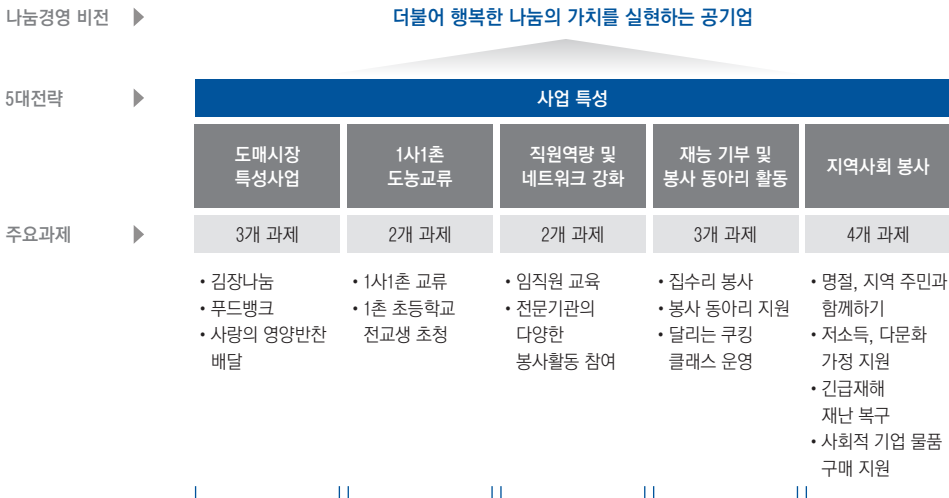 나눔경영 비전 ▶ 더불어 행복한 나눔의 가치를 실현하는 공기업
5대전략 ▶ 사업 특성
도매시장
특성사업
1사1촌
도농교류
직원역량 및
네트워크 강화
재능 기부 및
봉사 동아리 활동
지역사회 봉사
주요과제 ▶ 3개 과제 2개 과제 2개 과제 3개 과제 4개 과제
• 김장나눔
• 푸드뱅크
• 사랑의 영양반찬
배달
• 1사1촌 교류
• 1촌 초등학교
전교생 초청
• 임직원 교육
• 전문기관의
다양한
봉사활동 참여
• 집수리 봉사
• 봉사 동아리 지원
• 달리는 쿠킹
클래스 운영
• 명절, 지역 주민과
함께하기
• 저소득, 다문화
가정 지원
• 긴급재해
재난 복구
• 사회적 기업 물품
구매 지원